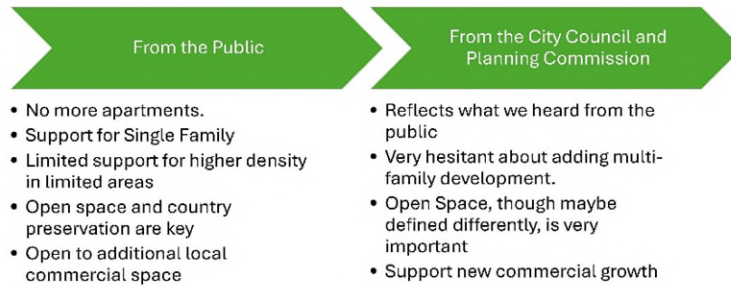 From the Public
• No more apartments.
• Support for Single Family
• Limited support for higher density
in limited areas
• Open space and country
preservation are key
• Open to additional local
commercial space
From the City Council and
Planning Commission
• Reflects what we heard from the
public
• Very hesitant about adding multi-
family development.
• Open Space, though maybe
defined differently, is very
important
• Support new commercial growth